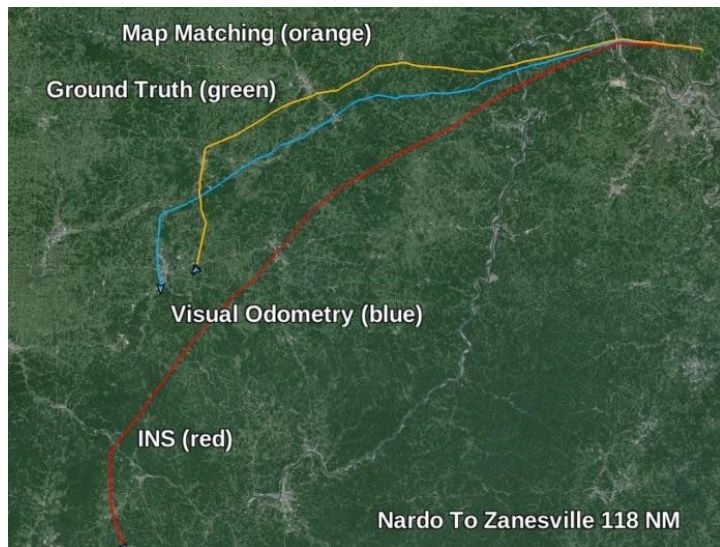 Map Matching (orange)
Ground Truth (green)
Visual Odometry (blue)
INS (red)
Nardo To Zanesville 118 NM